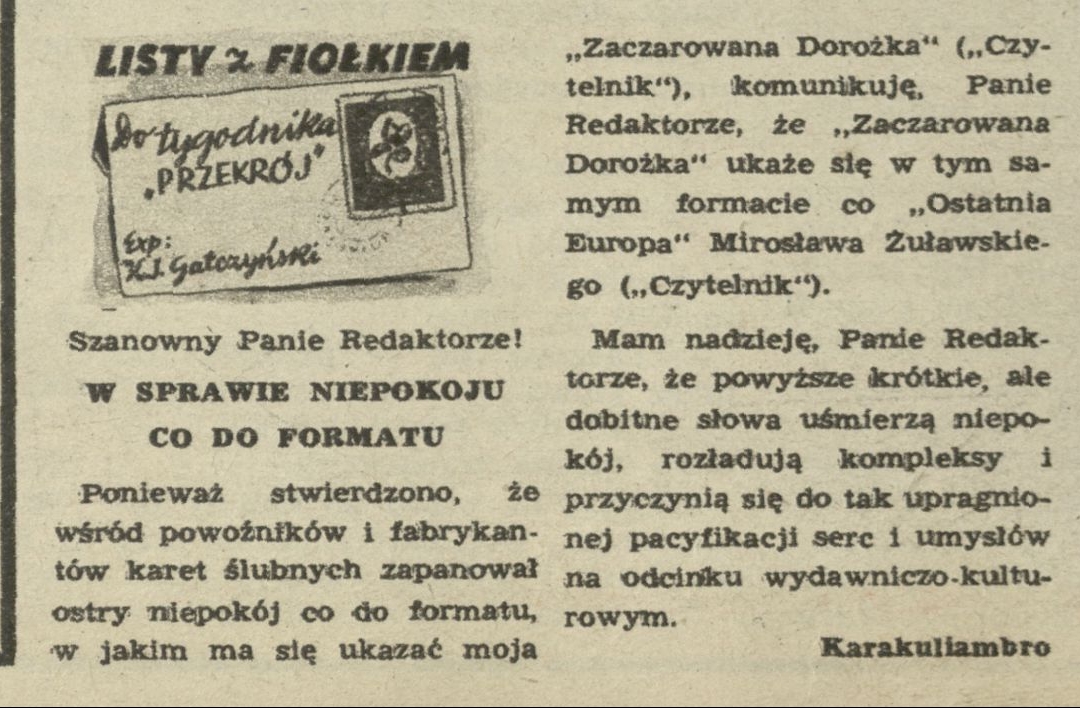 LISTY z FIOŁKIEM
Do tygodnika
„PRZEKRÓJ"
Exp:
K.I. Gałczyński
Szanowny Panie Redaktorze!
W SPRAWIE NIEPOKOJU
CO DO FORMATU
Ponieważ stwierdzono, że
wśród powoźników i fabrykan-
tów karet ślubnych zapanował
ostry niepokój co do formatu,
w jakim ma się ukazać moja
„Zaczarowana Dorożka" („Czy-
telnik"), komunikuję, Panie
Redaktorze, że „Zaczarowana
Dorożka" ukaże się w tym sa-
mym formacie co „Ostatnia
Europa" Mirosława Żuławskie-
go („Czytelnik").
Mam nadzieję, Panie Redak-
torze, że powyższe krótkie, ale
dobitne słowa uśmierzą niepo-
kój, rozładują kompleksy i
przyczynią się do tak upragnio-
nej pacyfikacji serc i umysłów
na odcinku wydawniczo-kultu-
rowym.
Karakuliambro